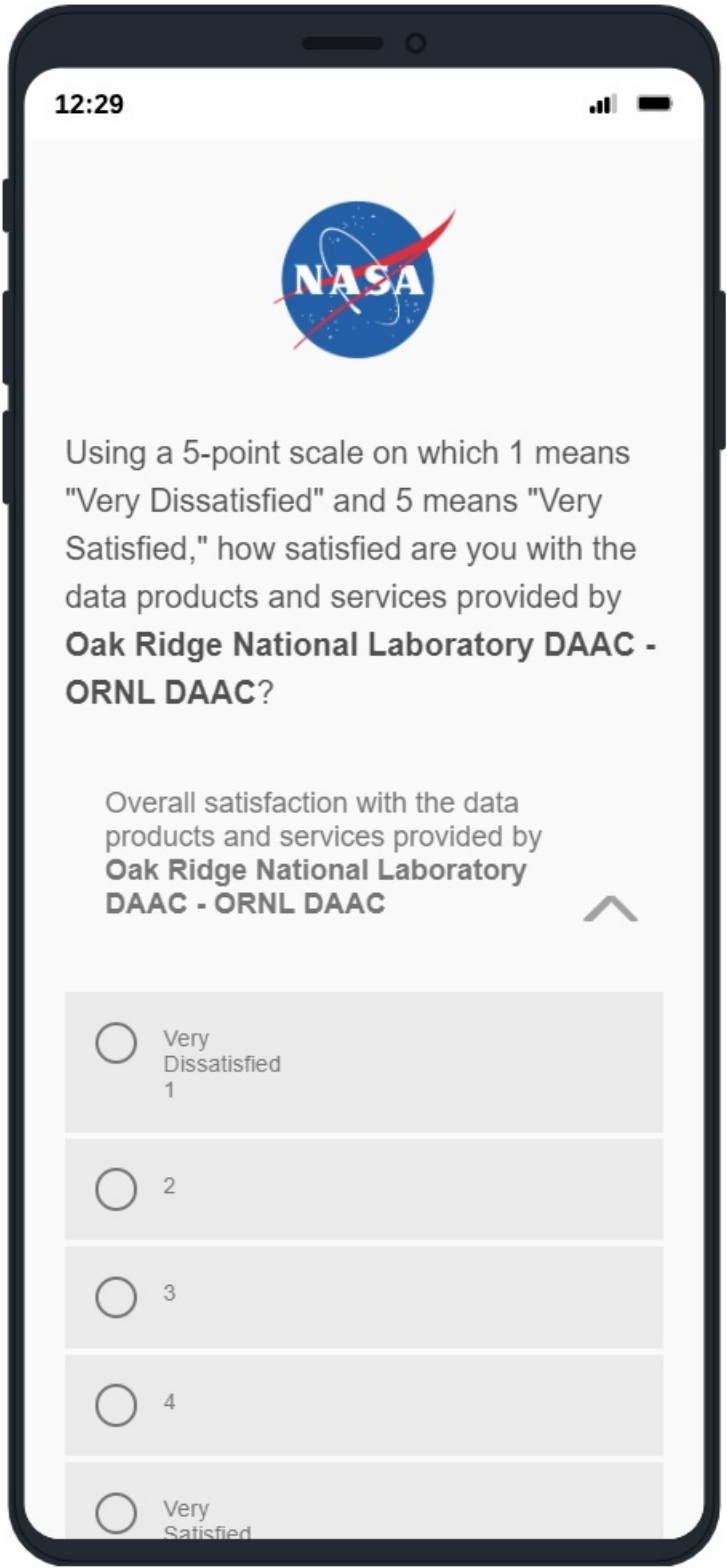 12:29
NASA
Using a 5-point scale on which 1 means
"Very Dissatisfied" and 5 means "Very
Satisfied," how satisfied are you with the
data products and services provided by
Oak Ridge National Laboratory DAAC -
ORNL DAAC?
Overall satisfaction with the data
products and services provided by
Oak Ridge National Laboratory
DAAC - ORNL DAAC
Very
Dissatisfied
1
2
3
4
Very
Satisfied